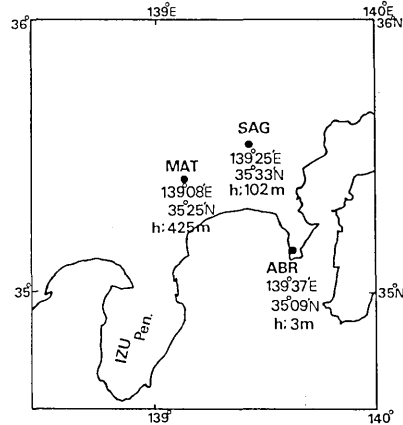 139°E 140°E
36° 36°N
SAG
139°25′E
35°33′N
h: 102m
MAT
139°08′E
35°25′N
h: 425m
ABR
139°37′E
35°09′N
h: 3m
35° 35°N
IZU
Pen.
139° 140°